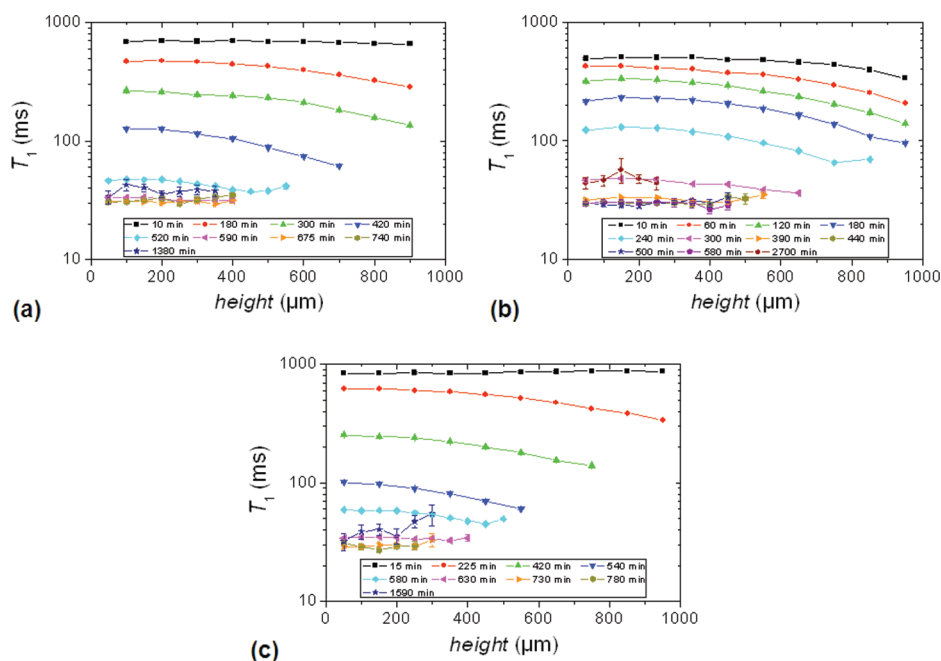 1000
100
10
T1 (ms)
10 min 180 min 300 min 420 min
520 min 590 min 675 min 740 min
1380 min
0 200 400 600 800 1000
height (µm)
(a)
1000
100
10
T1 (ms)
10 min 60 min 120 min 180 min
240 min 300 min 390 min 440 min
500 min 580 min 2700 min
0 200 400 600 800 1000
height (µm)
(b)
1000
100
10
T1 (ms)
15 min 225 min 420 min 540 min
580 min 630 min 730 min 780 min
1590 min
0 200 400 600 800 1000
height (µm)
(c)